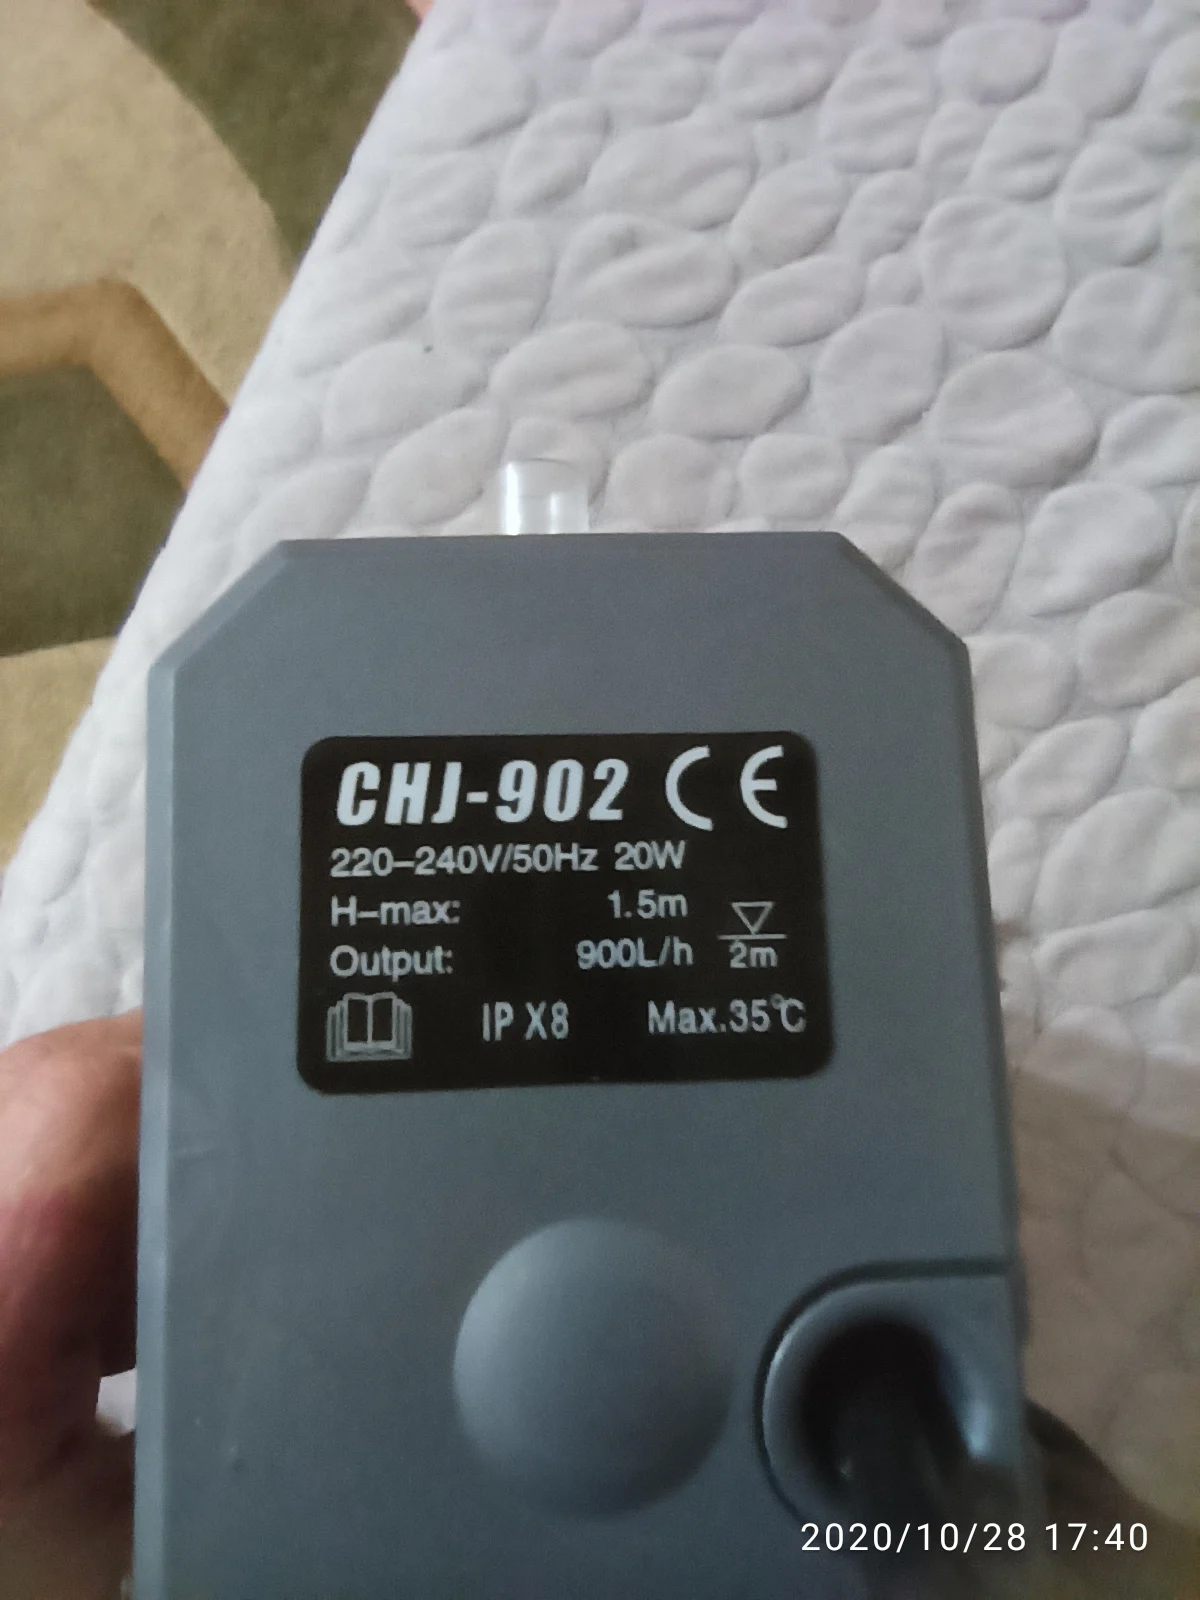 CHJ-902 CE
220-240V/50Hz 20W
H-max: 1.5m
Output: 900L/h 2m
IP X8 Max.35℃
2020/10/28 17:40